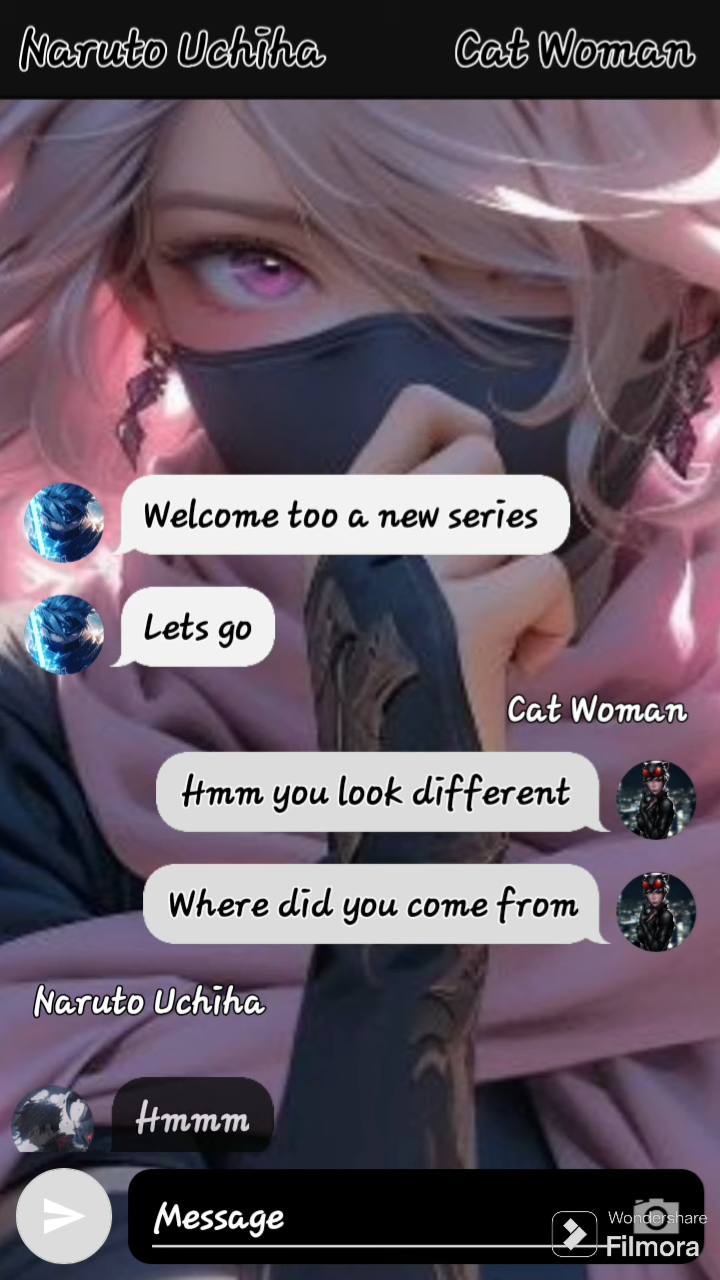 Naruto Uchiha
Cat Woman
Welcome too a new series
Lets go
Cat Woman
Hmm you look different
Where did you come from
Naruto Uchiha
Hmmm
Message
Wondershare
Filmora